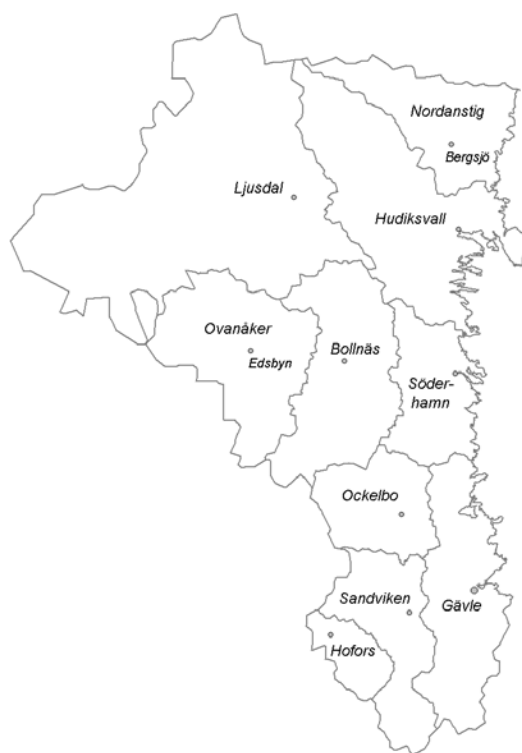 Nordanstig
Bergsjö
Ljusdal
Hudiksvall
Ovanåker
Edsbyn
Bollnäs
Söder-
hamn
Ockelbo
Sandviken
Gävle
Hofors